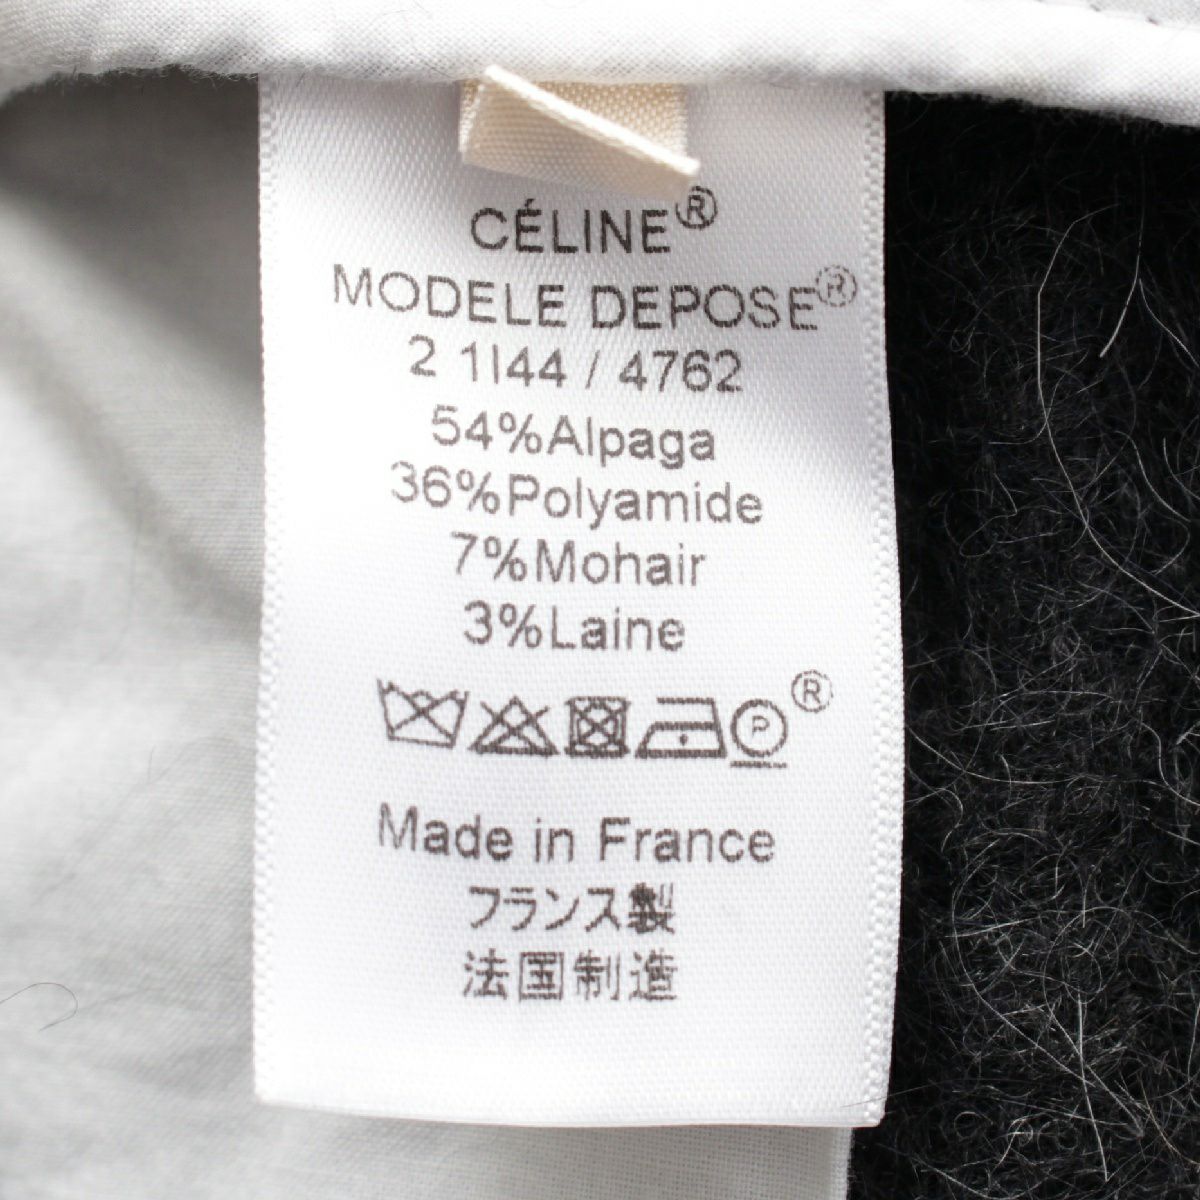 CÉLINE®
MODELE DEPOSE®
2 1I44 / 4762
54%Alpaga
36%Polyamide
7%Mohair
3%Laine
P ®
Made in France
フランス製
法国制造